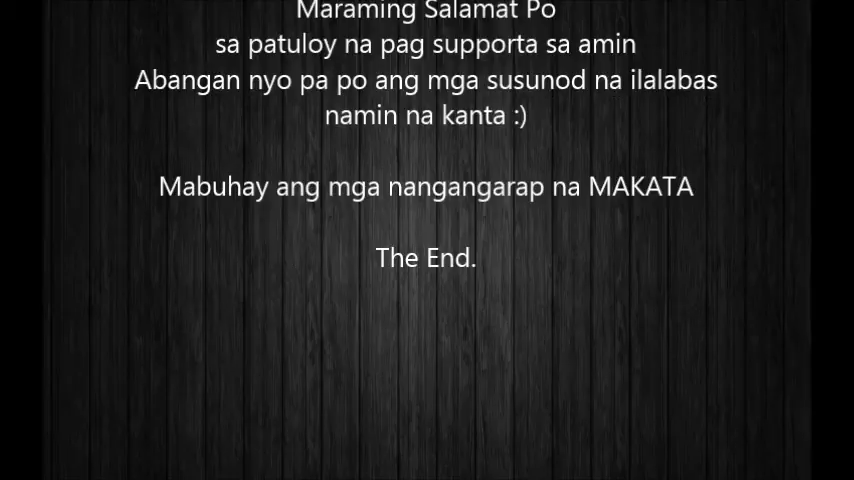 Maraming Salamat Po
sa patuloy na pag supporta sa amin
Abangan nyo pa po ang mga susunod na ilalabas
namin na kanta :)
Mabuhay ang mga nangangarap na MAKATA
The End.